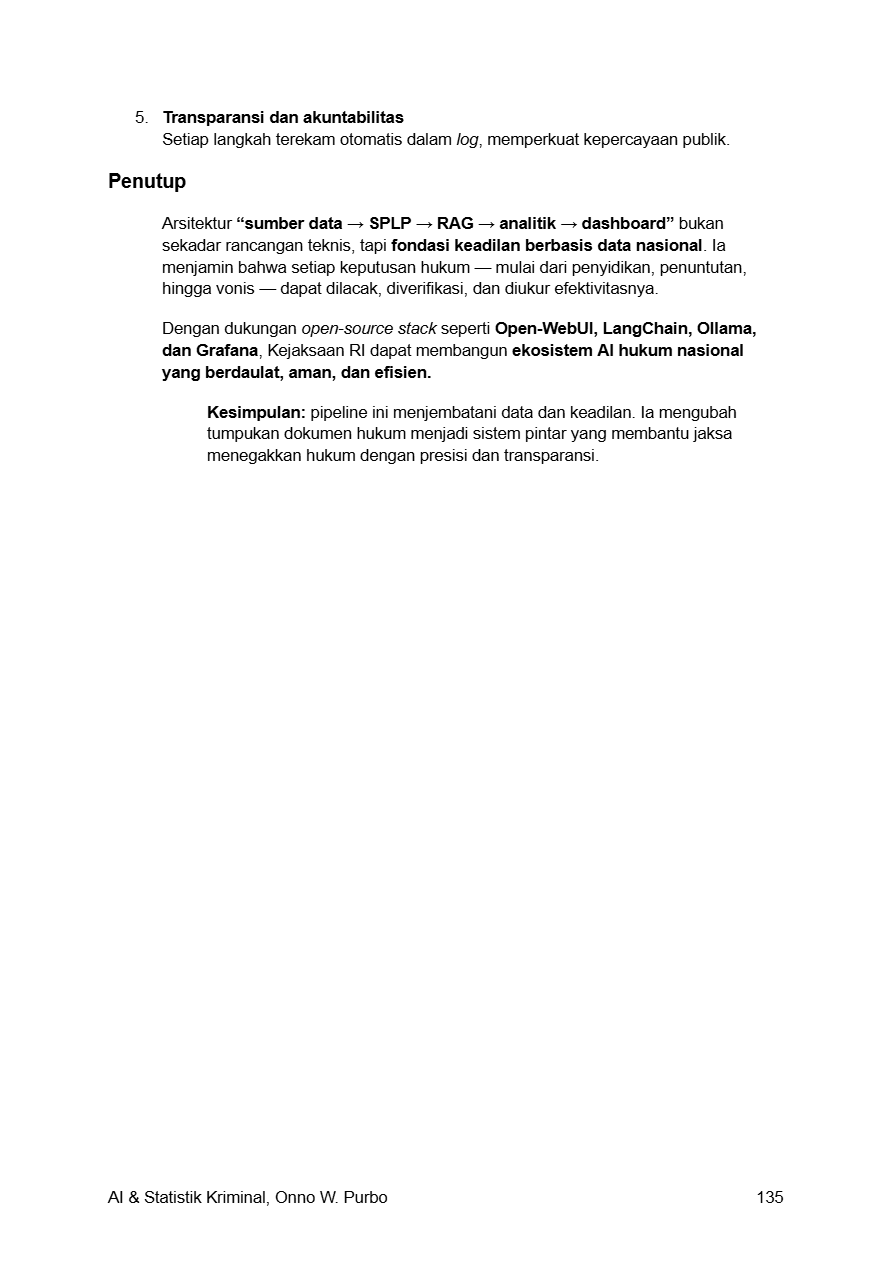 5. Transparansi dan akuntabilitas
Setiap langkah terekam otomatis dalam log, memperkuat kepercayaan publik.
Penutup
Arsitektur “sumber data → SPLP → RAG → analitik → dashboard” bukan
sekadar rancangan teknis, tapi fondasi keadilan berbasis data nasional. Ia
menjamin bahwa setiap keputusan hukum — mulai dari penyidikan, penuntutan,
hingga vonis — dapat dilacak, diverifikasi, dan diukur efektivitasnya.
Dengan dukungan open-source stack seperti Open-WebUI, LangChain, Ollama,
dan Grafana, Kejaksaan RI dapat membangun ekosistem AI hukum nasional
yang berdaulat, aman, dan efisien.
Kesimpulan: pipeline ini menjembatani data dan keadilan. Ia mengubah
tumpukan dokumen hukum menjadi sistem pintar yang membantu jaksa
menegakkan hukum dengan presisi dan transparansi.
AI & Statistik Kriminal, Onno W. Purbo 135